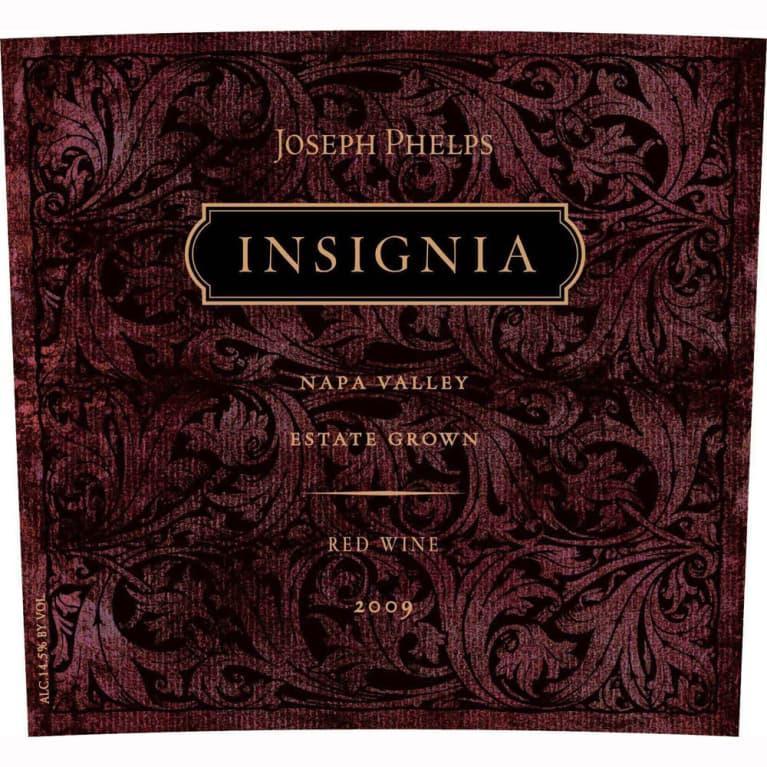 JOSEPH PHELPS
INSIGNIA
NAPA VALLEY
ESTATE GROWN
RED WINE
2009
ALC.14.5% BY VOL.